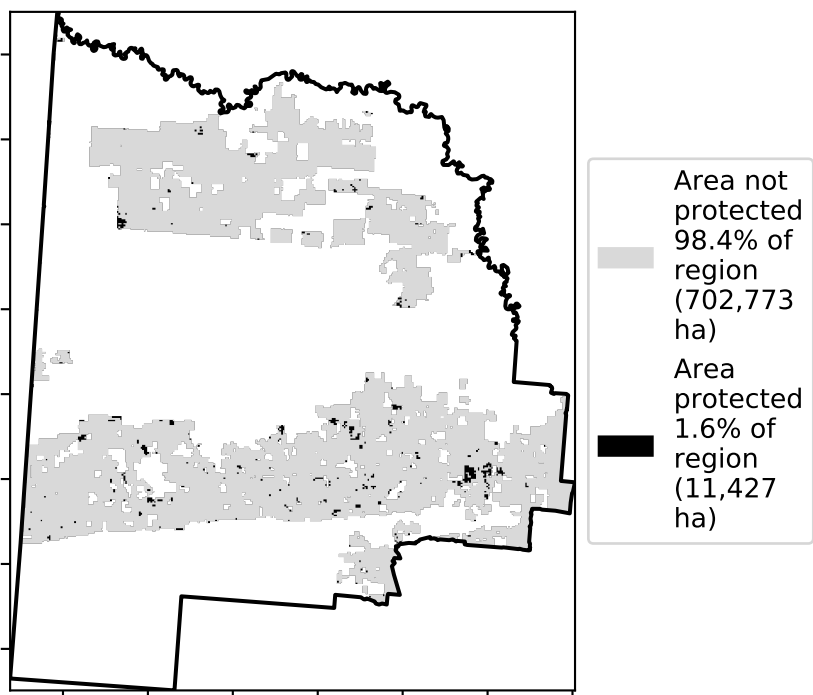 Area not
protected
98.4% of
region
(702,773
ha)
Area
protected
1.6% of
region
(11,427
ha)